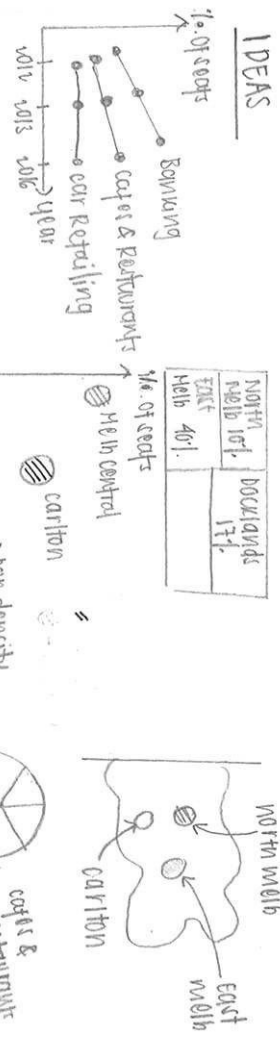 IDEAS
%. Of seats
Banking
cafes & Restaurants
car Retailing
2012 2013 2016
year
North
Melb 10%
East
Melb 40%
Docklands
17%
%. of seats
Melb central
carlton
north melb
east
melb
carlton
cafes &